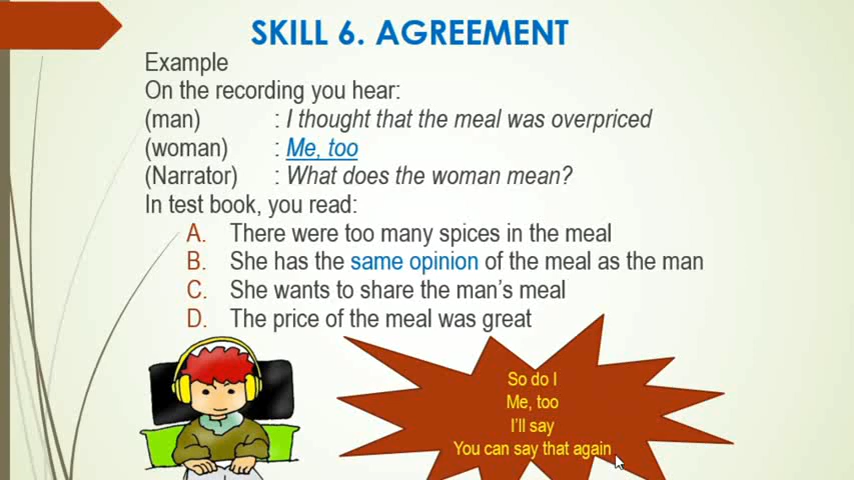 SKILL 6. AGREEMENT
Example
On the recording you hear:
(man) : I thought that the meal was overpriced
(woman) : Me, too
(Narrator) : What does the woman mean?
In test book, you read:
A. There were too many spices in the meal
B. She has the same opinion of the meal as the man
C. She wants to share the man’s meal
D. The price of the meal was great
So do I
Me, too
I’ll say
You can say that again